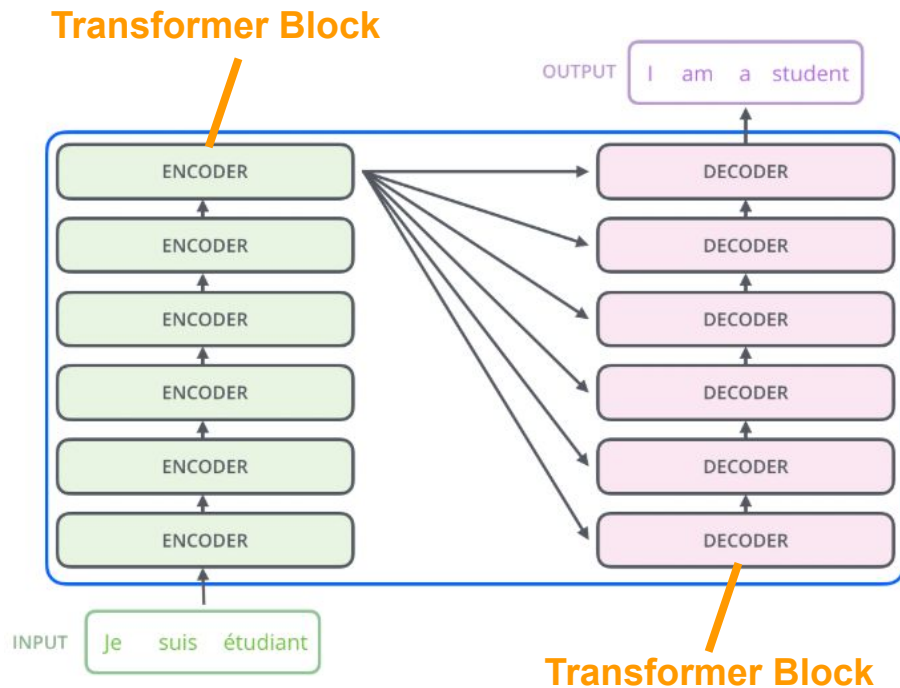 Transformer Block
OUTPUT I am a student
ENCODER DECODER
ENCODER DECODER
ENCODER DECODER
ENCODER DECODER
ENCODER DECODER
ENCODER DECODER
INPUT Je suis étudiant
Transformer Block